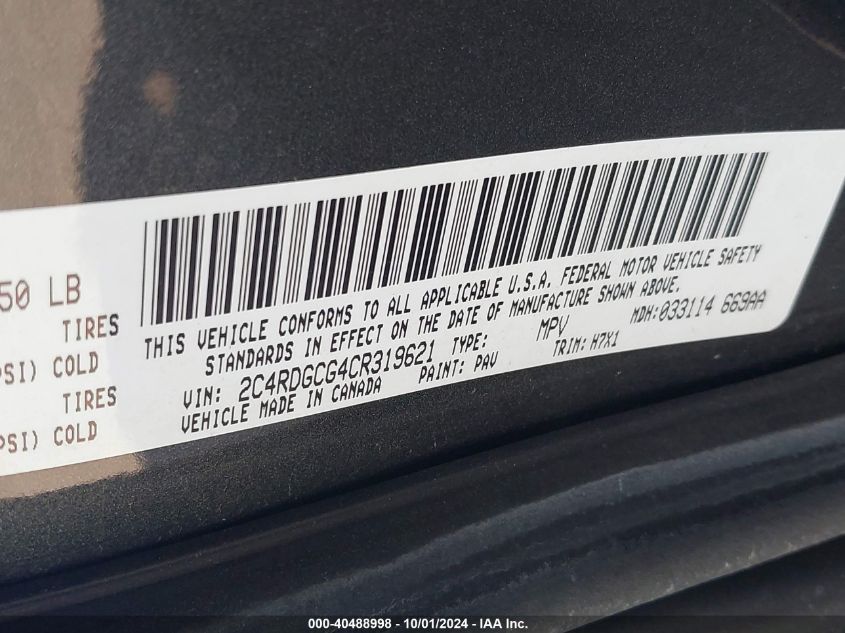 50 LB
TIRES
PSI) COLD
TIRES
PSI) COLD
THIS VEHICLE CONFORMS TO ALL APPLICABLE U.S.A. FEDERAL MOTOR VEHICLE SAFETY
STANDARDS IN EFFECT ON THE DATE OF MANUFACTURE SHOWN ABOVE.
VIN: 2C4RDGCG4CR319621 TYPE: MPV MDH:033114 669AA
VEHICLE MADE IN CANADA PAINT: PAV TRIM: H7X1
000-40488998 - 10/01/2024 - IAA Inc.